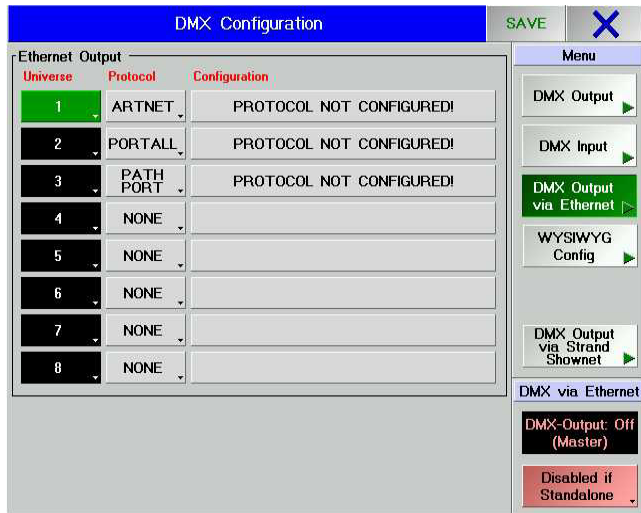 DMX Configuration
SAVE
Ethernet Output
Universe Protocol Configuration
1 ARTNET PROTOCOL NOT CONFIGURED!
2 PORTALL PROTOCOL NOT CONFIGURED!
3 PATH
PORT PROTOCOL NOT CONFIGURED!
4 NONE
5 NONE
6 NONE
7 NONE
8 NONE
Menu
DMX Output
DMX Input
DMX Output
via Ethernet
WYSIWYG
Config
DMX Output
via Strand
Shownet
DMX via Ethernet
DMX-Output: Off
(Master)
Disabled if
Standalone